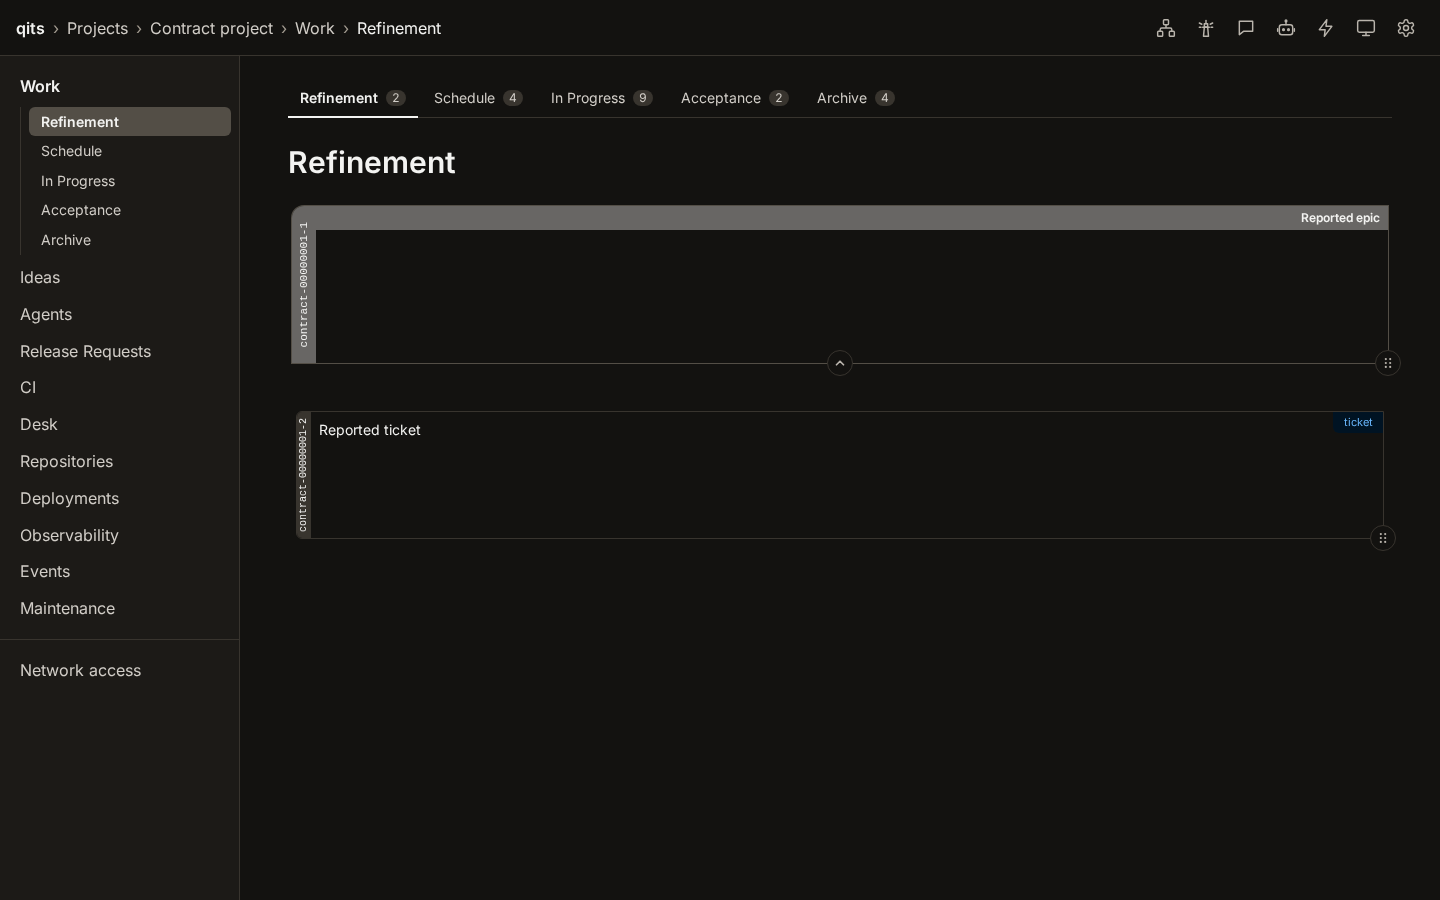 qits › Projects › Contract project › Work › Refinement
Work
Refinement
Schedule
In Progress
Acceptance
Archive
Ideas
Agents
Release Requests
CI
Desk
Repositories
Deployments
Observability
Events
Maintenance
Network access
Refinement 2 Schedule 4 In Progress 9 Acceptance 2 Archive 4
Refinement
Reported epic
contract-00000001-1
contract-00000001-2
Reported ticket
ticket